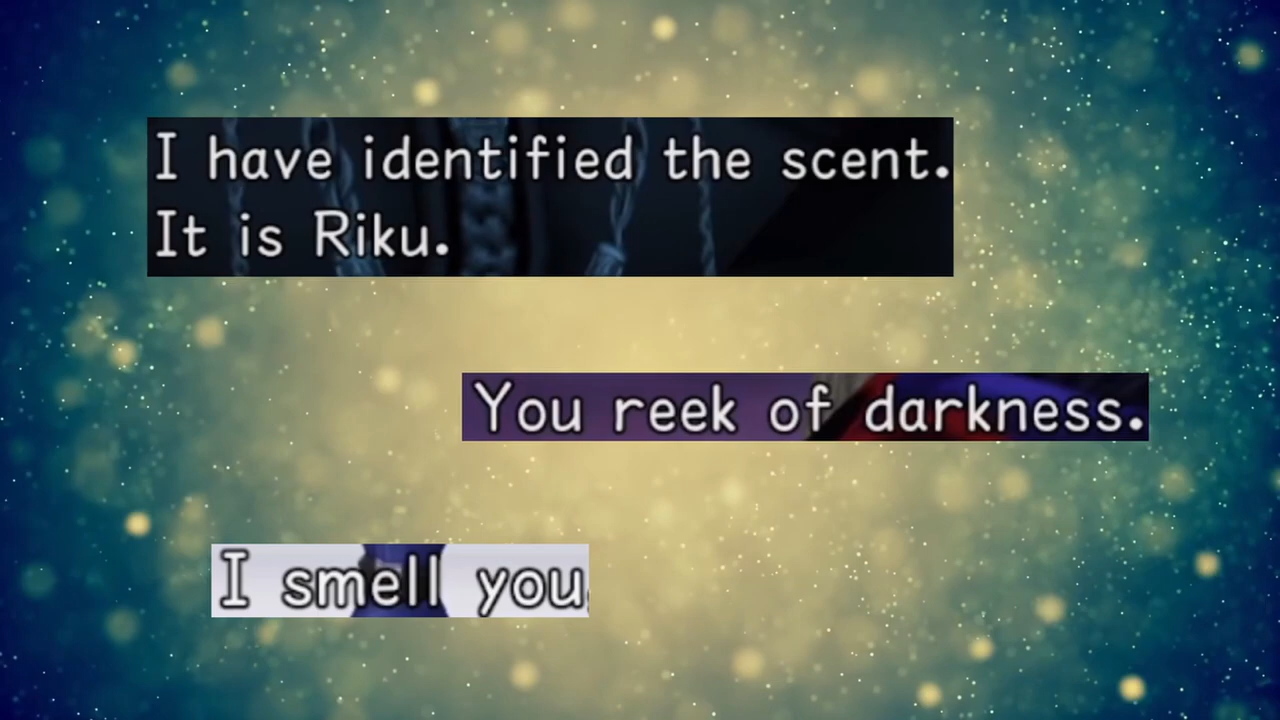 I have identified the scent.
It is Riku.
You reek of darkness.
I smell you